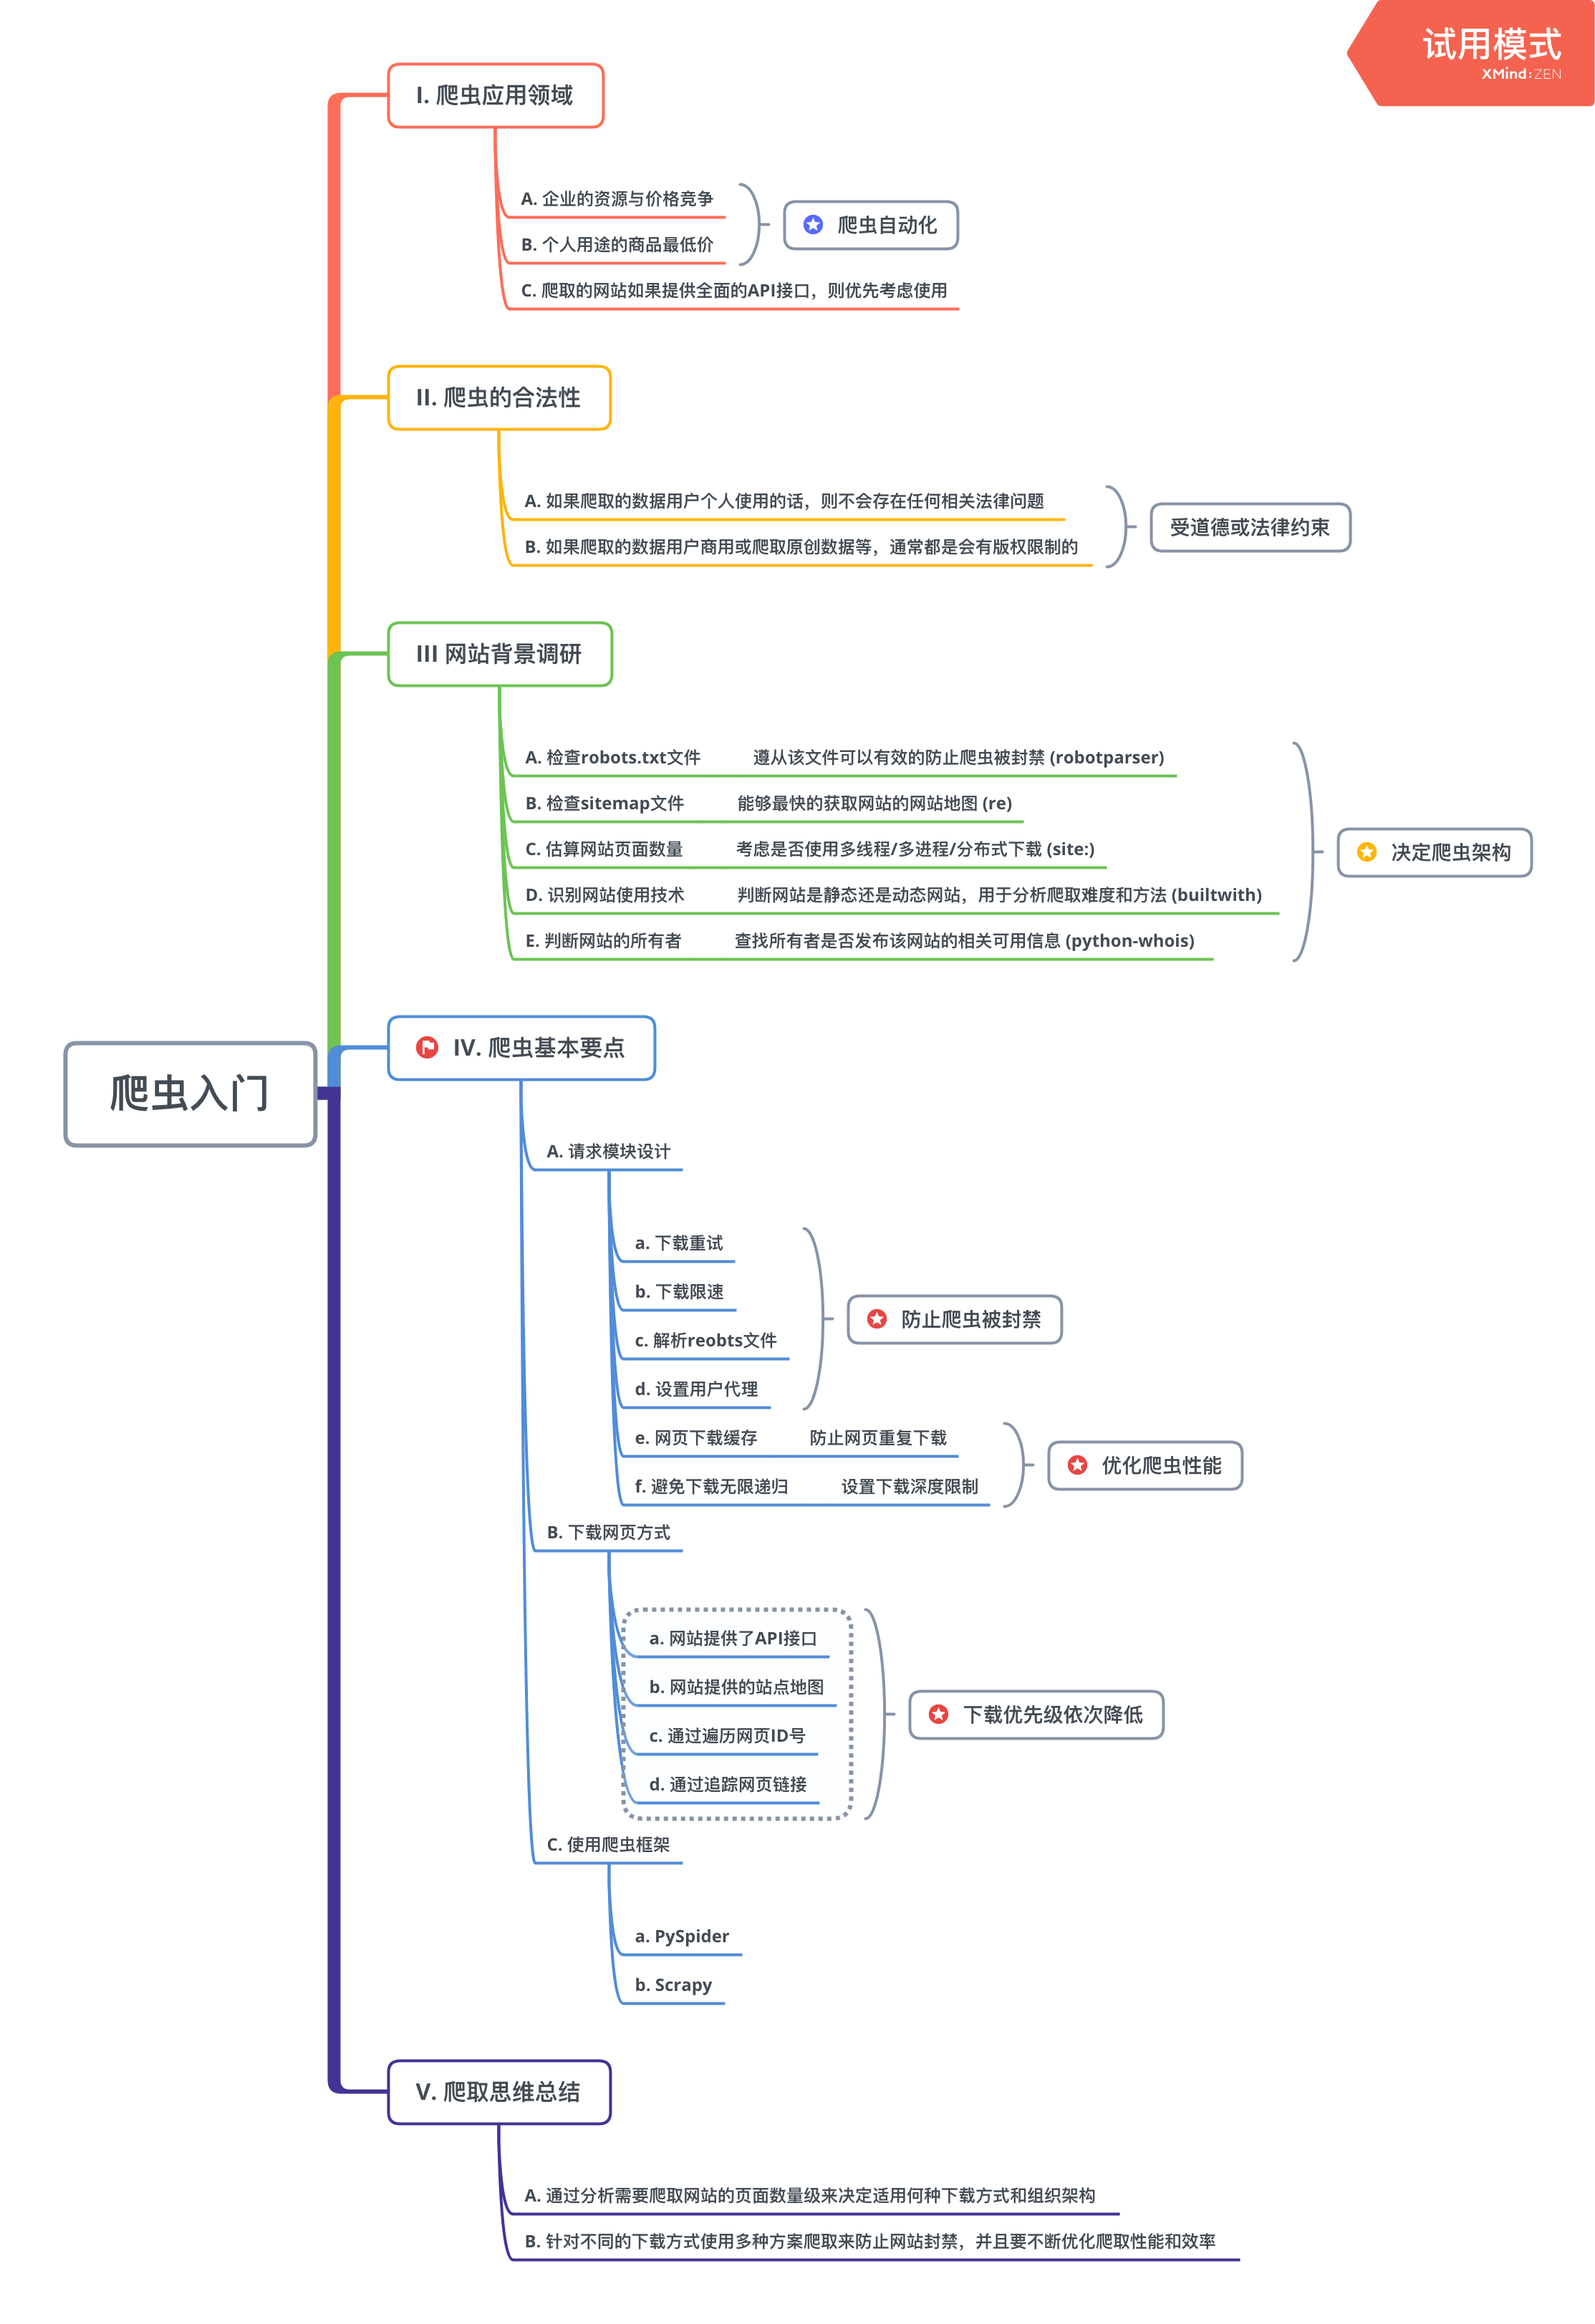 试用模式
XMind:ZEN
I. 爬虫应用领域
A. 企业的资源与价格竞争
B. 个人用途的商品最低价
爬虫自动化
C. 爬取的网站如果提供全面的API接口，则优先考虑使用
II. 爬虫的合法性
A. 如果爬取的数据用户个人使用的话，则不会存在任何相关法律问题
B. 如果爬取的数据用户商用或爬取原创数据等，通常都是会有版权限制的
受道德或法律约束
III 网站背景调研
A. 检查robots.txt文件 遵从该文件可以有效的防止爬虫被封禁 (robotparser)
B. 检查sitemap文件 能够最快的获取网站的网站地图 (re)
C. 估算网站页面数量 考虑是否使用多线程/多进程/分布式下载 (site:)
D. 识别网站使用技术 判断网站是静态还是动态网站，用于分析爬取难度和方法 (builtwith)
E. 判断网站的所有者 查找所有者是否发布该网站的相关可用信息 (python-whois)
决定爬虫架构
爬虫入门
IV. 爬虫基本要点
A. 请求模块设计
a. 下载重试
b. 下载限速
c. 解析reobts文件
d. 设置用户代理
防止爬虫被封禁
e. 网页下载缓存 防止网页重复下载
f. 避免下载无限递归 设置下载深度限制
优化爬虫性能
B. 下载网页方式
a. 网站提供了API接口
b. 网站提供的站点地图
c. 通过遍历网页ID号
d. 通过追踪网页链接
下载优先级依次降低
C. 使用爬虫框架
a. PySpider
b. Scrapy
V. 爬取思维总结
A. 通过分析需要爬取网站的页面数量级来决定适用何种下载方式和组织架构
B. 针对不同的下载方式使用多种方案爬取来防止网站封禁，并且要不断优化爬取性能和效率